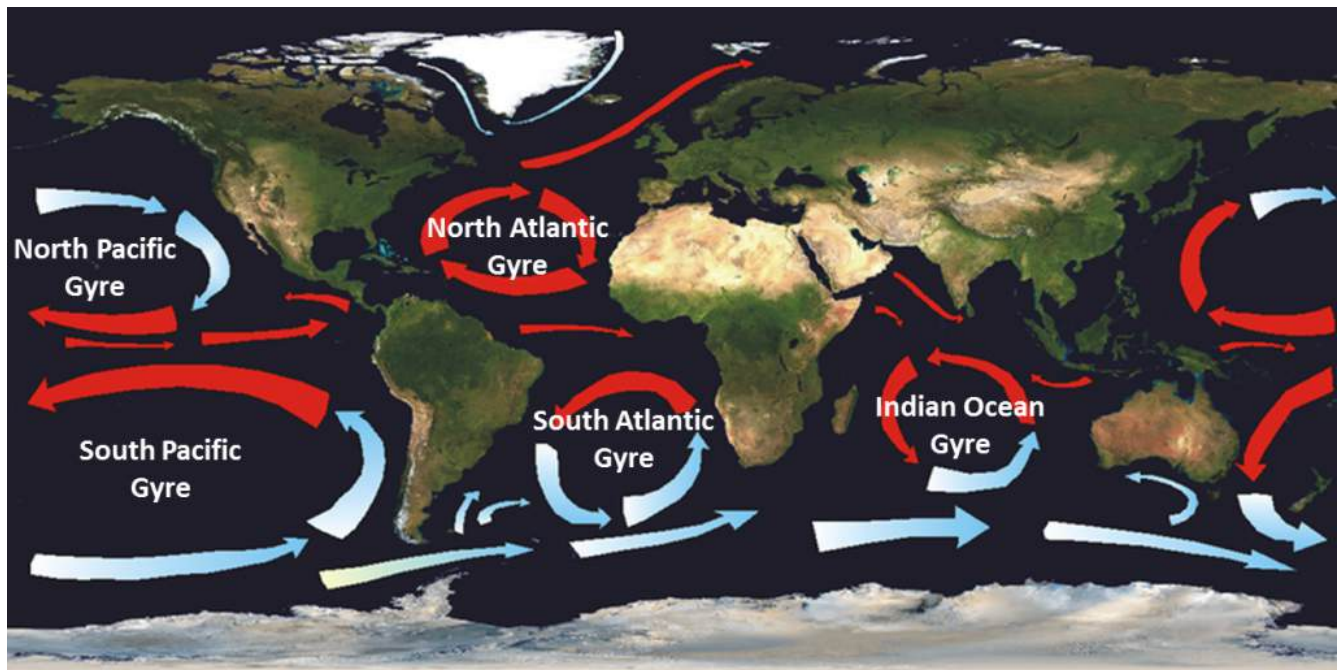 North Atlantic
Gyre
North Pacific
Gyre
South Atlantic
Gyre
Indian Ocean
Gyre
South Pacific
Gyre